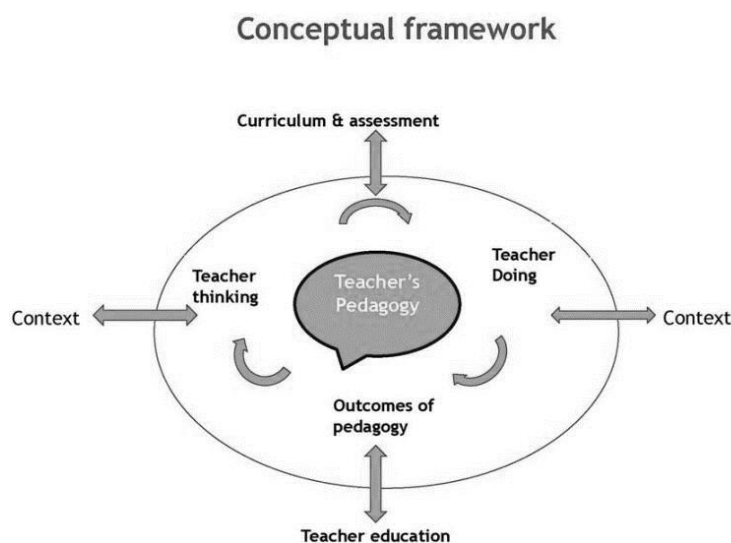 Conceptual framework
Curriculum & assessment
Teacher
thinking
Teacher's
Pedagogy
Teacher
Doing
Context
Context
Outcomes of
pedagogy
Teacher education